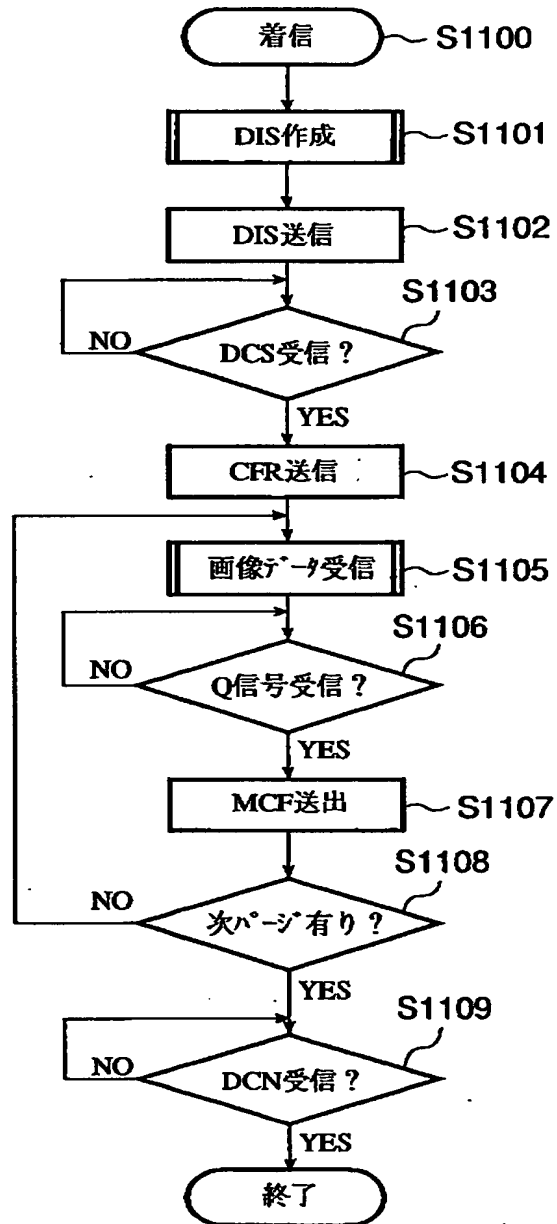 着信
S1100
DIS作成
S1101
DIS送信
S1102
S1103
NO
DCS受信？
YES
CFR送信
S1104
画像ﾃﾞｰﾀ受信
S1105
S1106
NO
Q信号受信？
YES
MCF送出
S1107
S1108
NO
次ﾍﾟｰｼﾞ有り？
YES
S1109
NO
DCN受信？
YES
終了